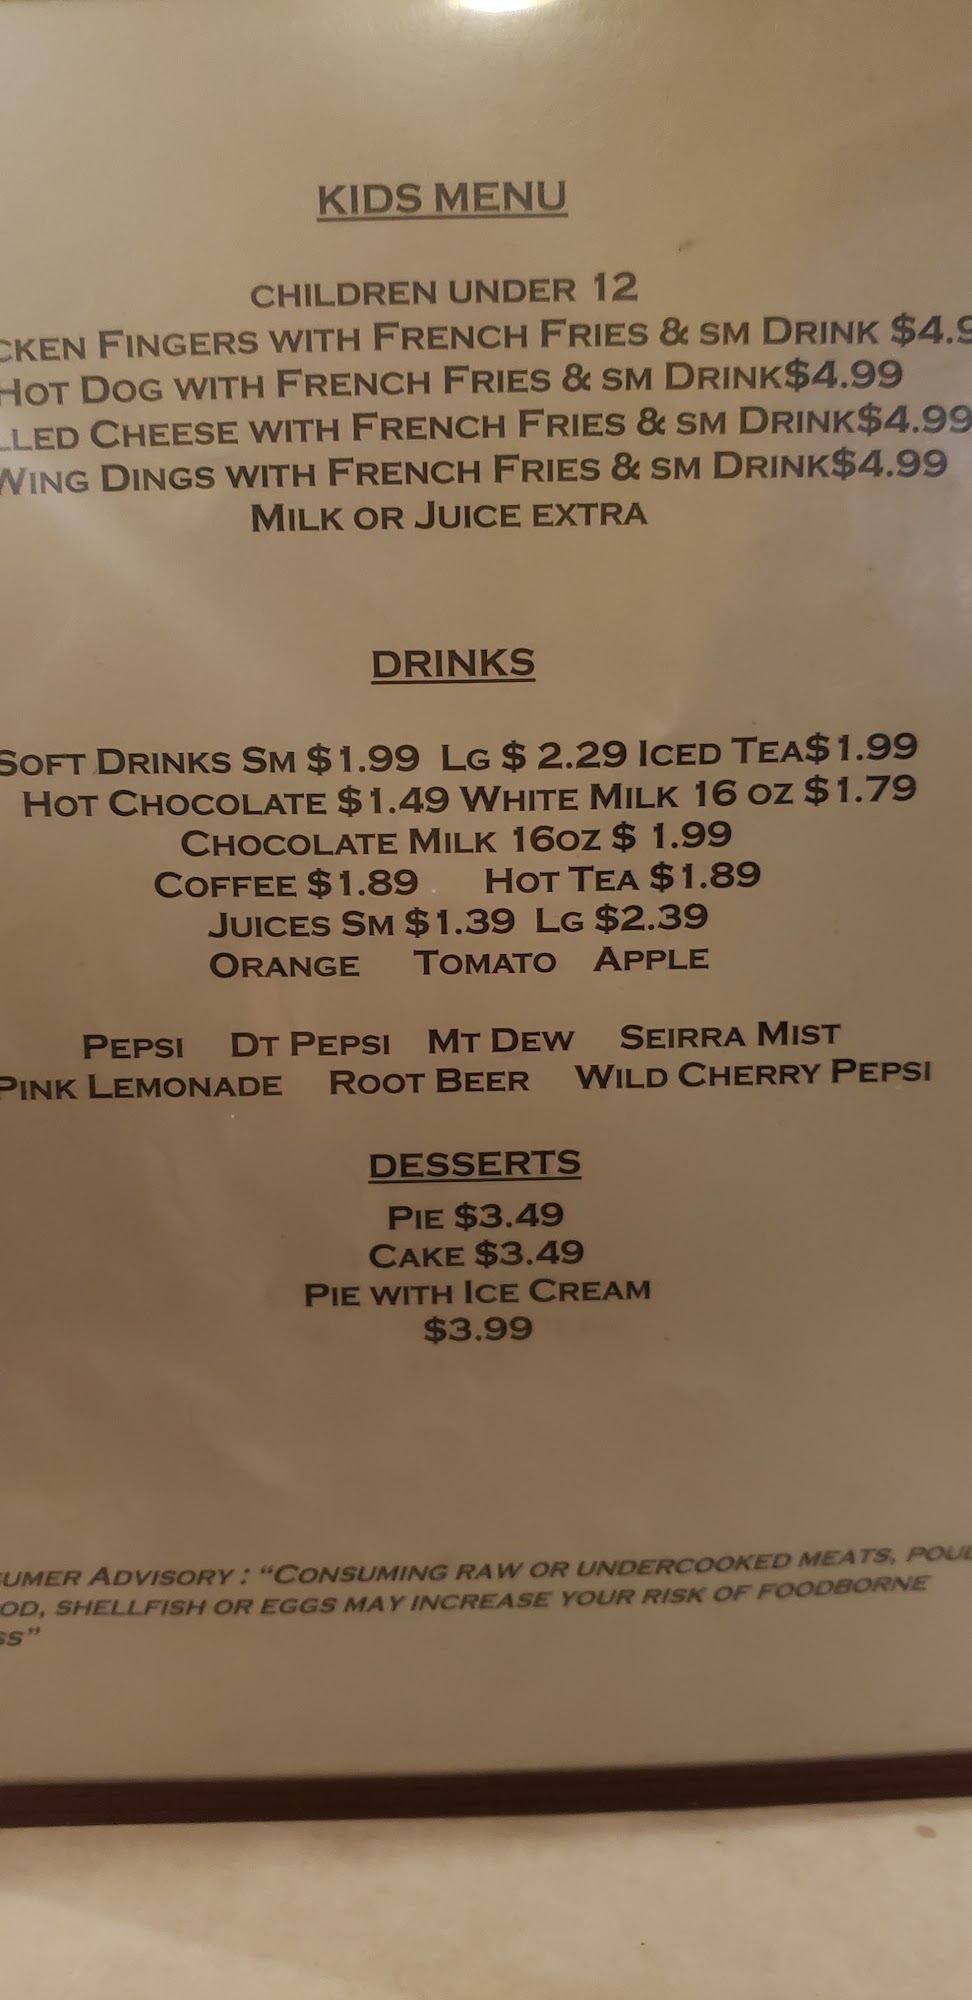 KIDS MENU
CHILDREN UNDER 12
CKEN FINGERS WITH FRENCH FRIES & SM DRINK $4.9
HOT DOG WITH FRENCH FRIES & SM DRINK$4.99
LLED CHEESE WITH FRENCH FRIES & SM DRINK$4.99
WING DINGS WITH FRENCH FRIES & SM DRINK$4.99
MILK OR JUICE EXTRA
DRINKS
SOFT DRINKS SM $1.99 LG $ 2.29 ICED TEA$1.99
HOT CHOCOLATE $1.49 WHITE MILK 16 OZ $1.79
CHOCOLATE MILK 16OZ $ 1.99
COFFEE $1.89 HOT TEA $1.89
JUICES SM $1.39 LG $2.39
ORANGE TOMATO APPLE
PEPSI DT PEPSI MT DEW SEIRRA MIST
PINK LEMONADE ROOT BEER WILD CHERRY PEPSI
DESSERTS
PIE $3.49
CAKE $3.49
PIE WITH ICE CREAM
$3.99
SUMER ADVISORY : “CONSUMING RAW OR UNDERCOOKED MEATS, POUL
OOD, SHELLFISH OR EGGS MAY INCREASE YOUR RISK OF FOODBORNE
SS”